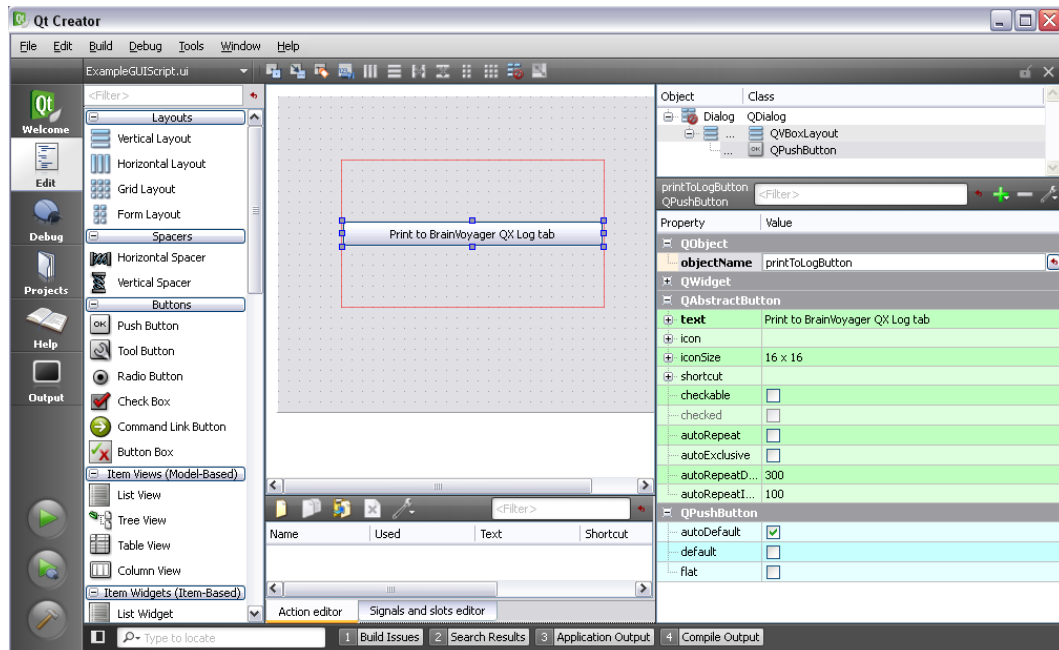 Qt Creator
File Edit Build Debug Tools Window Help
ExampleGUIScript.ui
Qt
Welcome
Edit
Debug
Projects
Help
Output
<Filter>
Layouts
Vertical Layout
Horizontal Layout
Grid Layout
Form Layout
Spacers
Horizontal Spacer
Vertical Spacer
Buttons
OK Push Button
Tool Button
Radio Button
Check Box
Command Link Button
Button Box
Item Views (Model-Based)
List View
Tree View
Table View
Column View
Item Widgets (Item-Based)
List Widget
Print to BrainVoyager QX Log tab
<Filter>
Name Used Text Shortcut
Action editor Signals and slots editor
Object Class
Dialog QDialog
... QVBoxLayout
... OK QPushButton
printToLogButton
QPushButton
<Filter>
Property Value
QObject
objectName printToLogButton
QWidget
QAbstractButton
text Print to BrainVoyager QX Log tab
icon
iconSize 16 x 16
shortcut
checkable
checked
autoRepeat
autoExclusive
autoRepeatD... 300
autoRepeatI... 100
QPushButton
autoDefault
default
flat
Type to locate
1 Build Issues 2 Search Results 3 Application Output 4 Compile Output